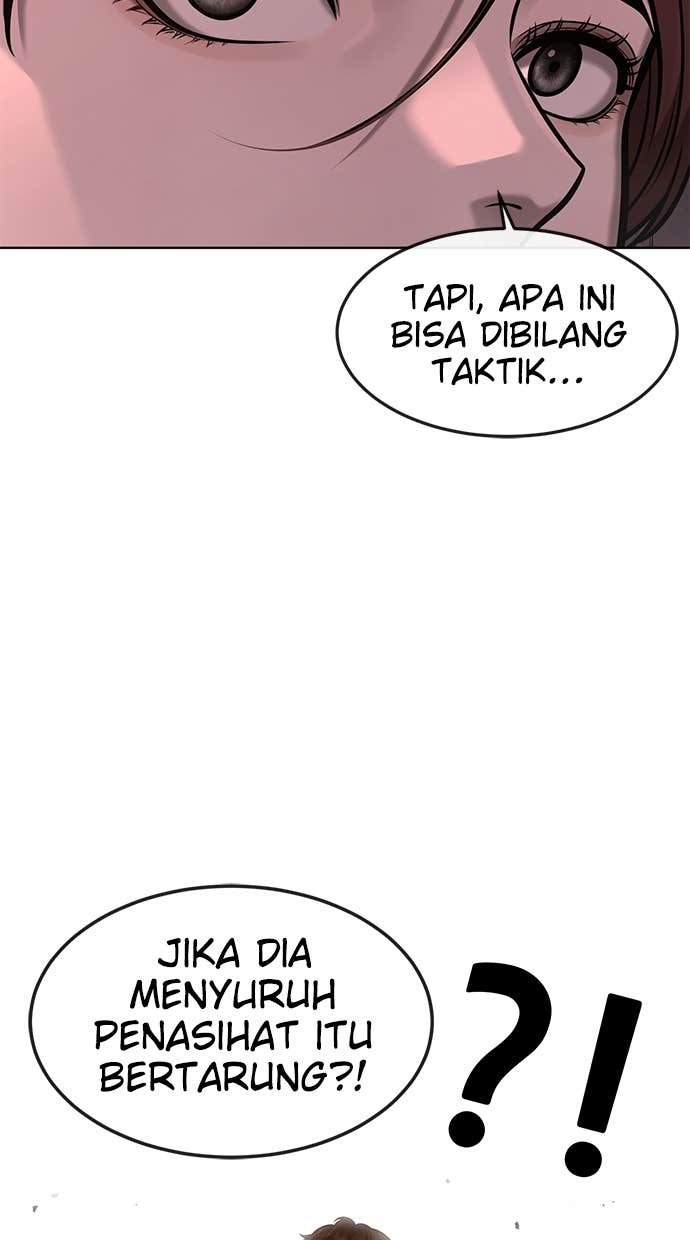 TAPI, APA INI
BISA DIBILANG
TAKTIK...
JIKA DIA
MENYURUH
PENASIHAT ITU
BERTARUNG?!
?!